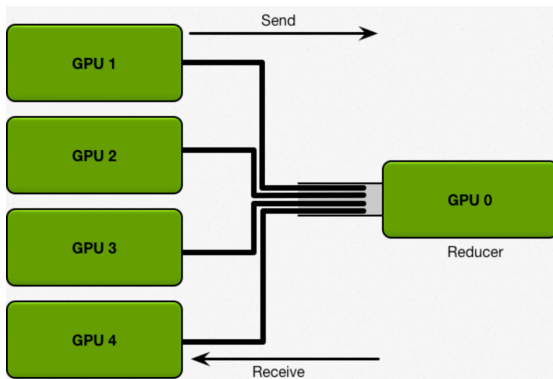 Send
GPU 1
GPU 2
GPU 3
GPU 4
GPU 0
Reducer
Receive